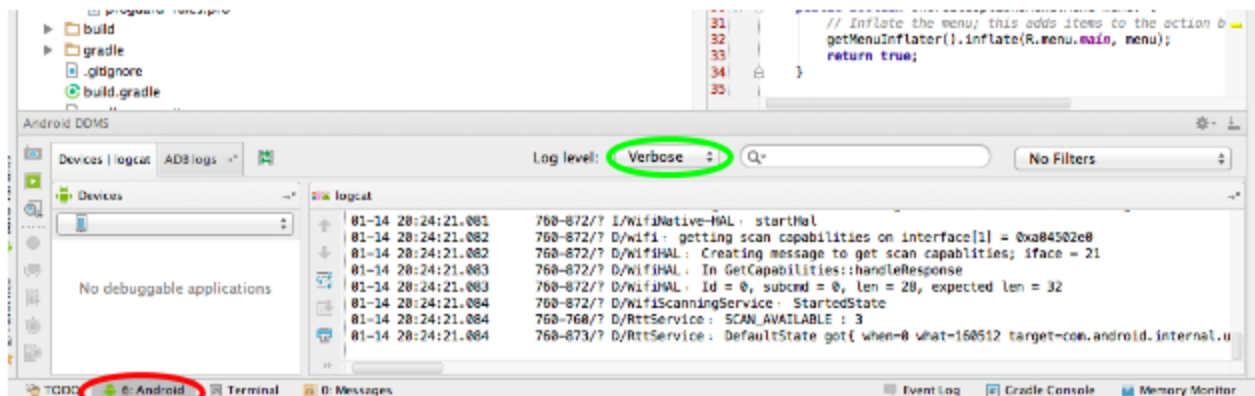 31 // Inflate the menu; this adds items to the action b
build
32 getMenuInflater().inflate(R.menu.main, menu);
gradle
33 return true;
.gitignore
34 }
build.gradle
35
Android DDMS
Devices | logcat ADB logs Log level: Verbose No Filters
Devices
logcat
01-14 20:24:21.081 760-872/? I/WifiNative-HAL﹕ startHal
01-14 20:24:21.082 760-872/? D/wifi﹕ getting scan capabilities on interface[1] = 0xa04502e0
01-14 20:24:21.082 760-872/? D/WifiHAL﹕ Creating message to get scan capablities; iface = 21
01-14 20:24:21.083 760-872/? D/WifiHAL﹕ In GetCapabilities::handleResponse
01-14 20:24:21.083 760-872/? D/WifiHAL﹕ Id = 0, subcmd = 0, len = 28, expected len = 32
01-14 20:24:21.084 760-872/? D/WifiScanningService﹕ StartedState
01-14 20:24:21.084 760-760/? D/RttService﹕ SCAN_AVAILABLE : 3
01-14 20:24:21.084 760-873/? D/RttService﹕ DefaultState got{ when=0 what=160512 target=com.android.internal.u
No debuggable applications
TODO 6: Android Terminal 0: Messages Event Log Gradle Console Memory Monitor